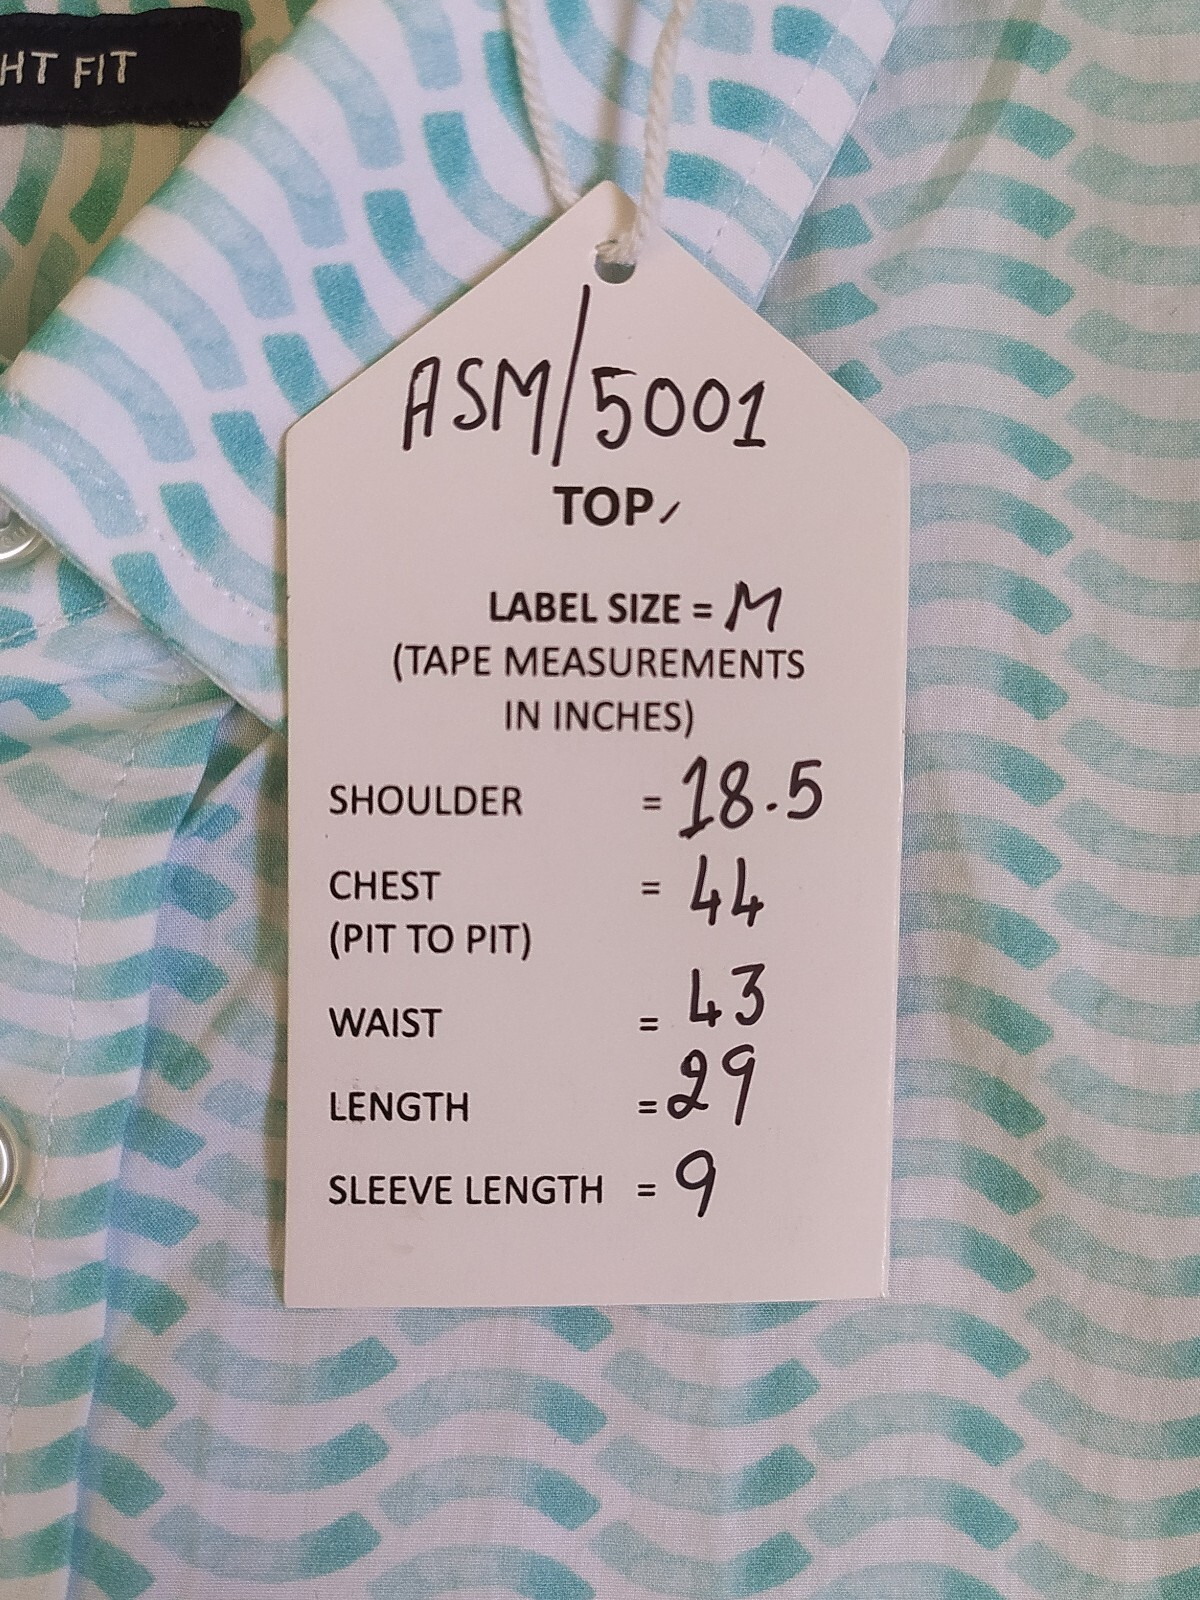 HT FIT
ASM/5001
TOP
LABEL SIZE = M
(TAPE MEASUREMENTS
IN INCHES)
SHOULDER = 18.5
CHEST = 44
(PIT TO PIT)
WAIST = 43
LENGTH = 29
SLEEVE LENGTH = 9